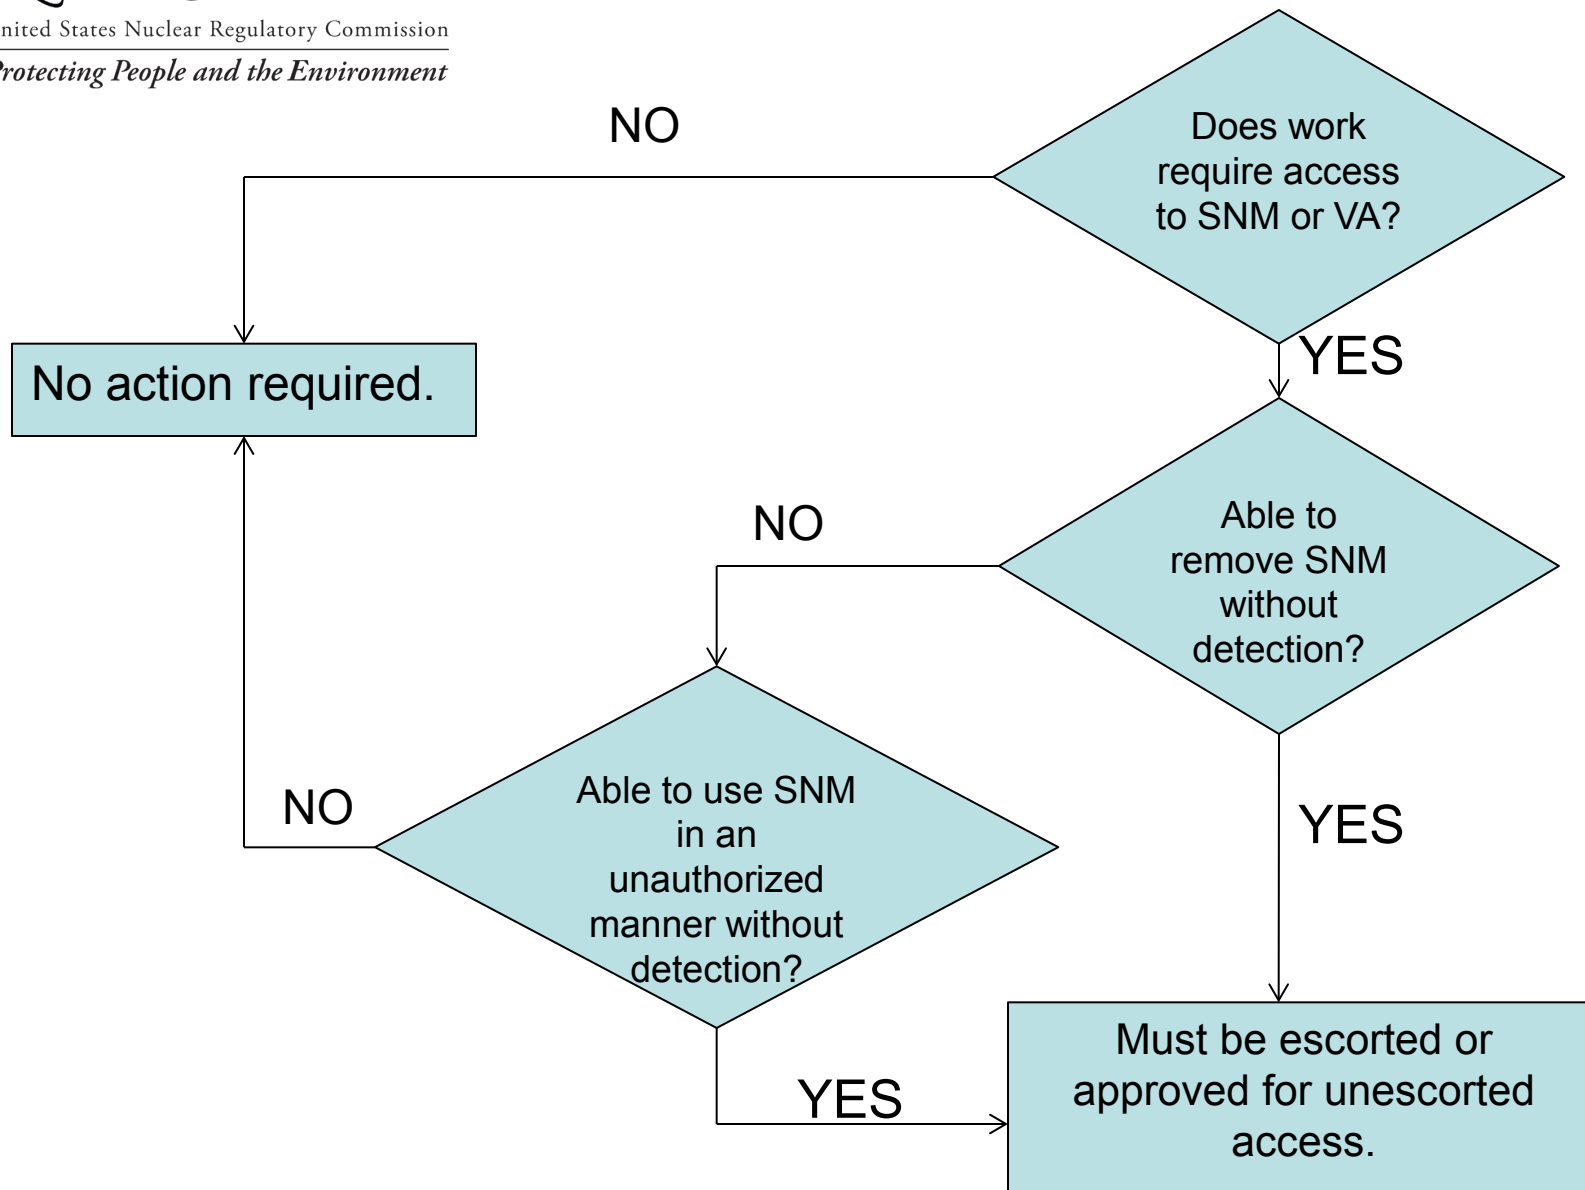 United States Nuclear Regulatory Commission
Protecting People and the Environment
NO
Does work
require access
to SNM or VA?
YES
No action required.
NO
Able to
remove SNM
without
detection?
NO
Able to use SNM
in an
unauthorized
manner without
detection?
YES
YES
Must be escorted or
approved for unescorted
access.